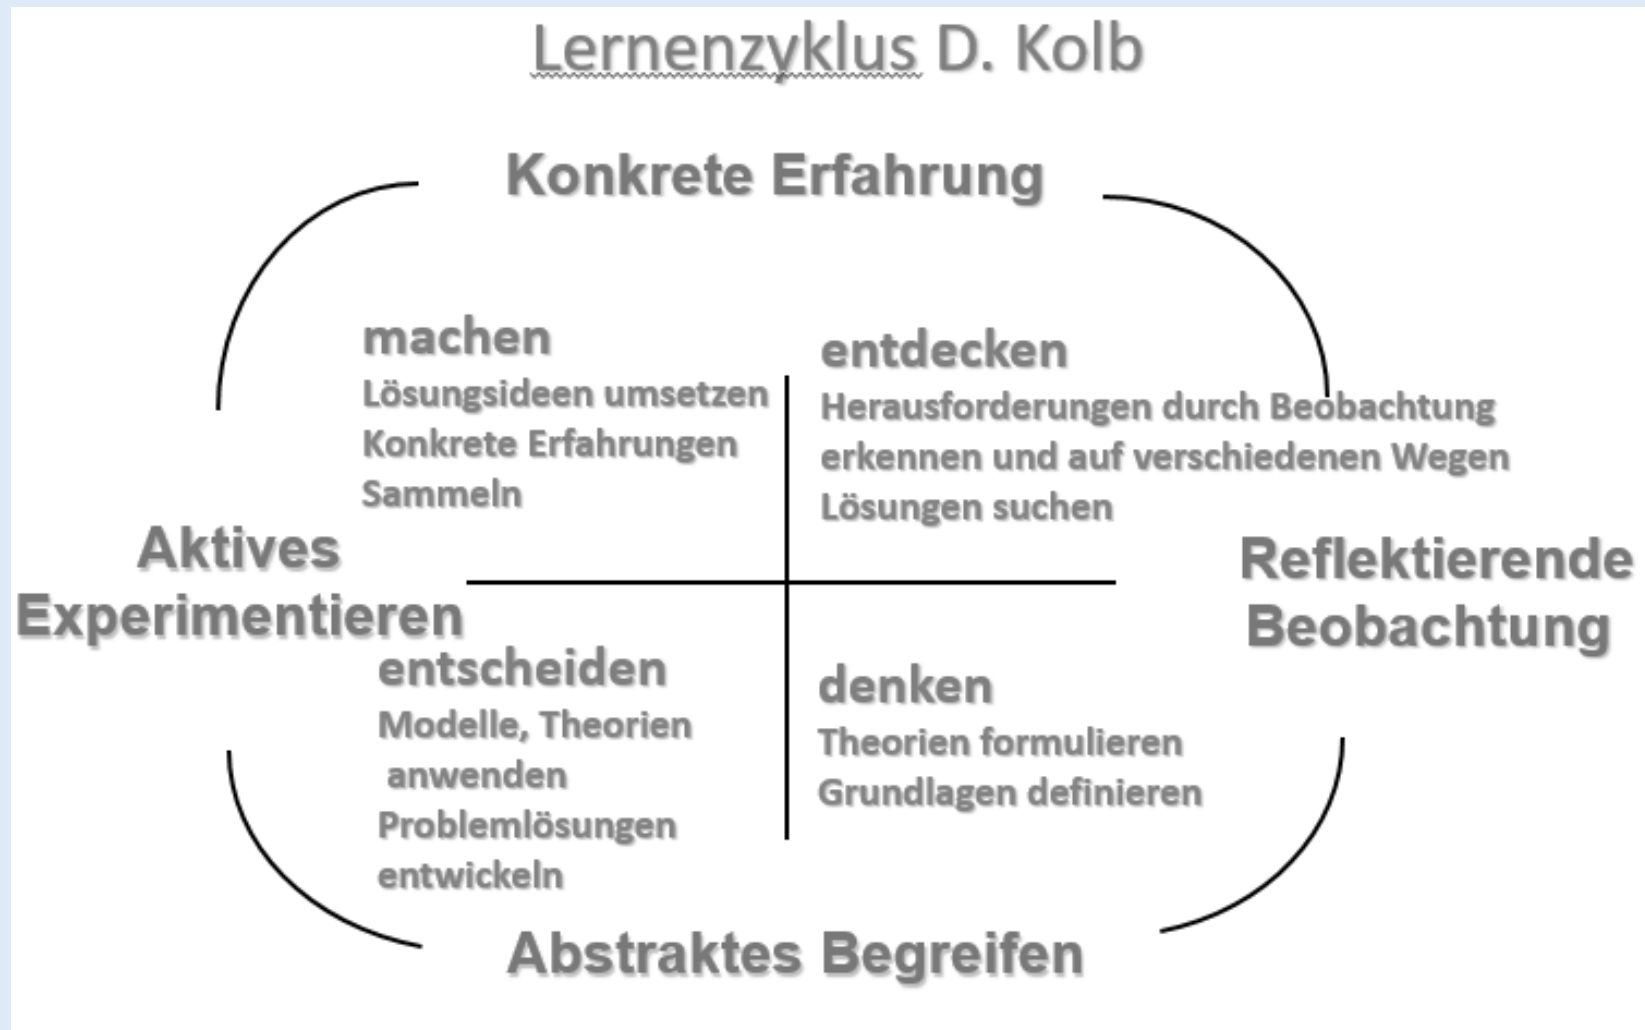 Lernenzyklus D. Kolb
Konkrete Erfahrung
machen
Lösungsideen umsetzen
Konkrete Erfahrungen
Sammeln
entdecken
Herausforderungen durch Beobachtung
erkennen und auf verschiedenen Wegen
Lösungen suchen
Aktives
Experimentieren
Reflektierende
Beobachtung
entscheiden
Modelle, Theorien
anwenden
Problemlösungen
entwickeln
denken
Theorien formulieren
Grundlagen definieren
Abstraktes Begreifen